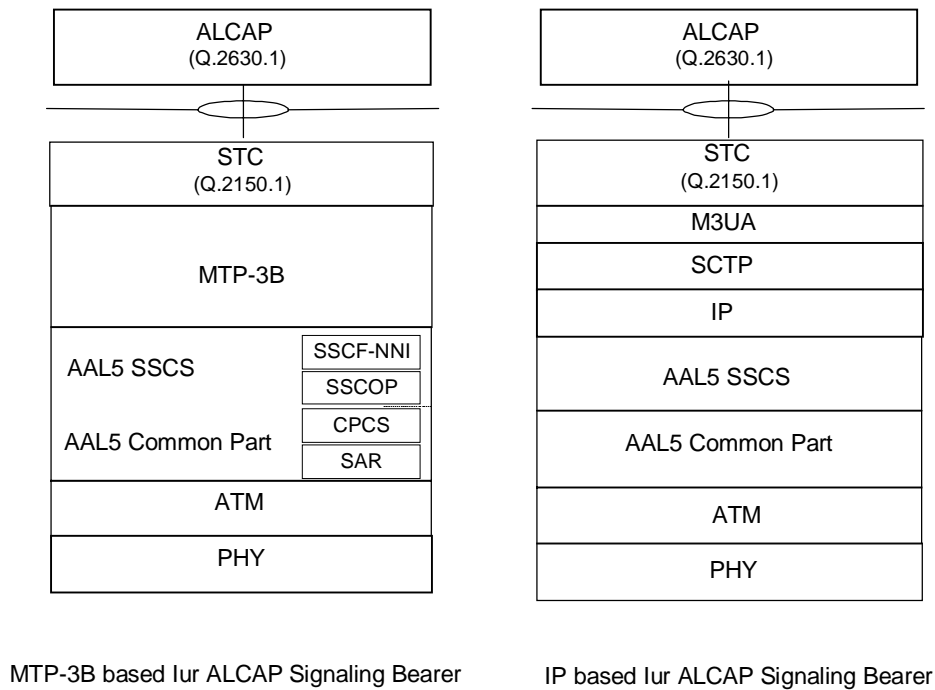 ALCAP
(Q.2630.1)
STC
(Q.2150.1)
MTP-3B
AAL5 SSCS
SSCF-NNI
SSCOP
AAL5 Common Part
CPCS
SAR
ATM
PHY
MTP-3B based Iur ALCAP Signaling Bearer
ALCAP
(Q.2630.1)
STC
(Q.2150.1)
M3UA
SCTP
IP
AAL5 SSCS
AAL5 Common Part
ATM
PHY
IP based Iur ALCAP Signaling Bearer